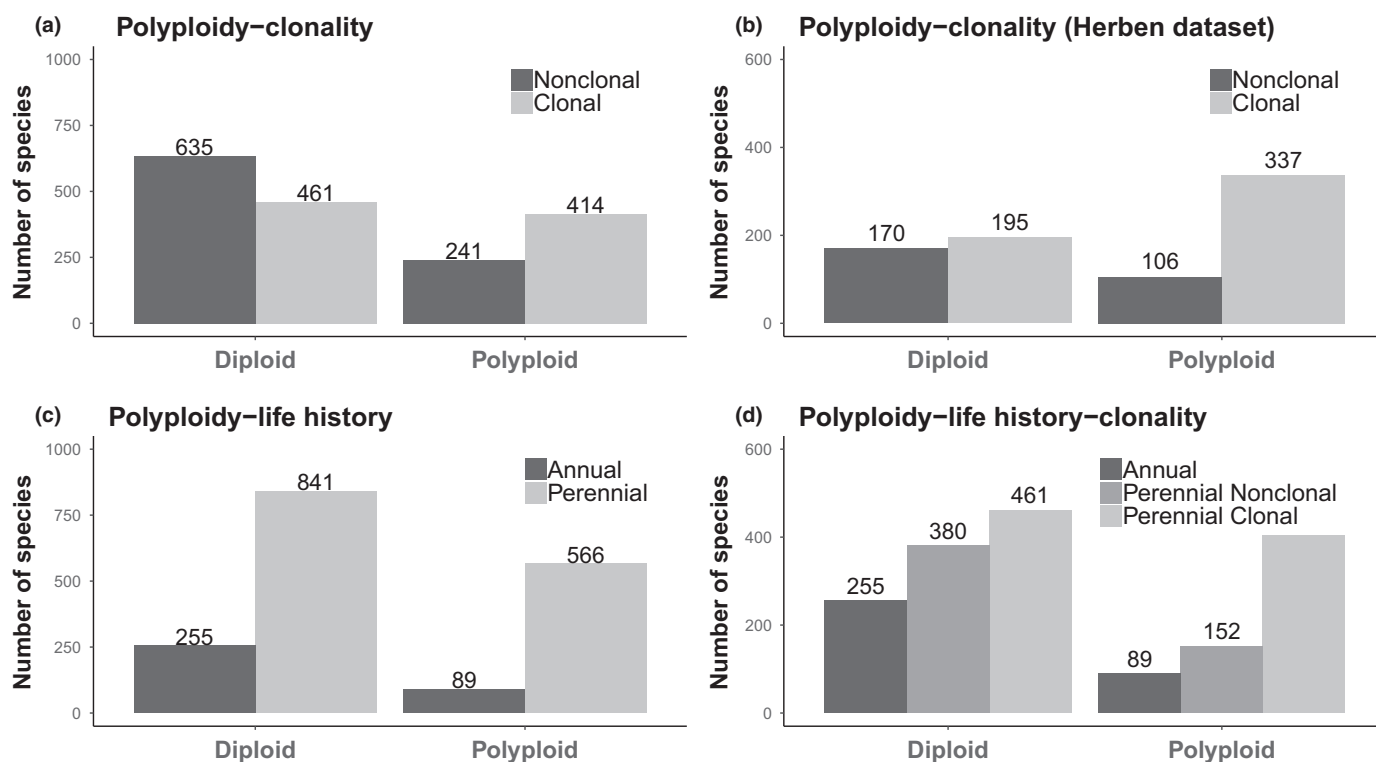 (a) Polyploidy−clonality
Number of species
1000
750
500
250
0
Nonclonal
Clonal
635
461
241
414
Diploid
Polyploid
(b) Polyploidy−clonality (Herben dataset)
Number of species
600
400
200
0
Nonclonal
Clonal
170
195
106
337
Diploid
Polyploid
(c) Polyploidy−life history
Number of species
1000
750
500
250
0
Annual
Perennial
255
841
89
566
Diploid
Polyploid
(d) Polyploidy−life history−clonality
Number of species
600
400
200
0
Annual
Perennial Nonclonal
Perennial Clonal
255
380
461
89
152
Diploid
Polyploid